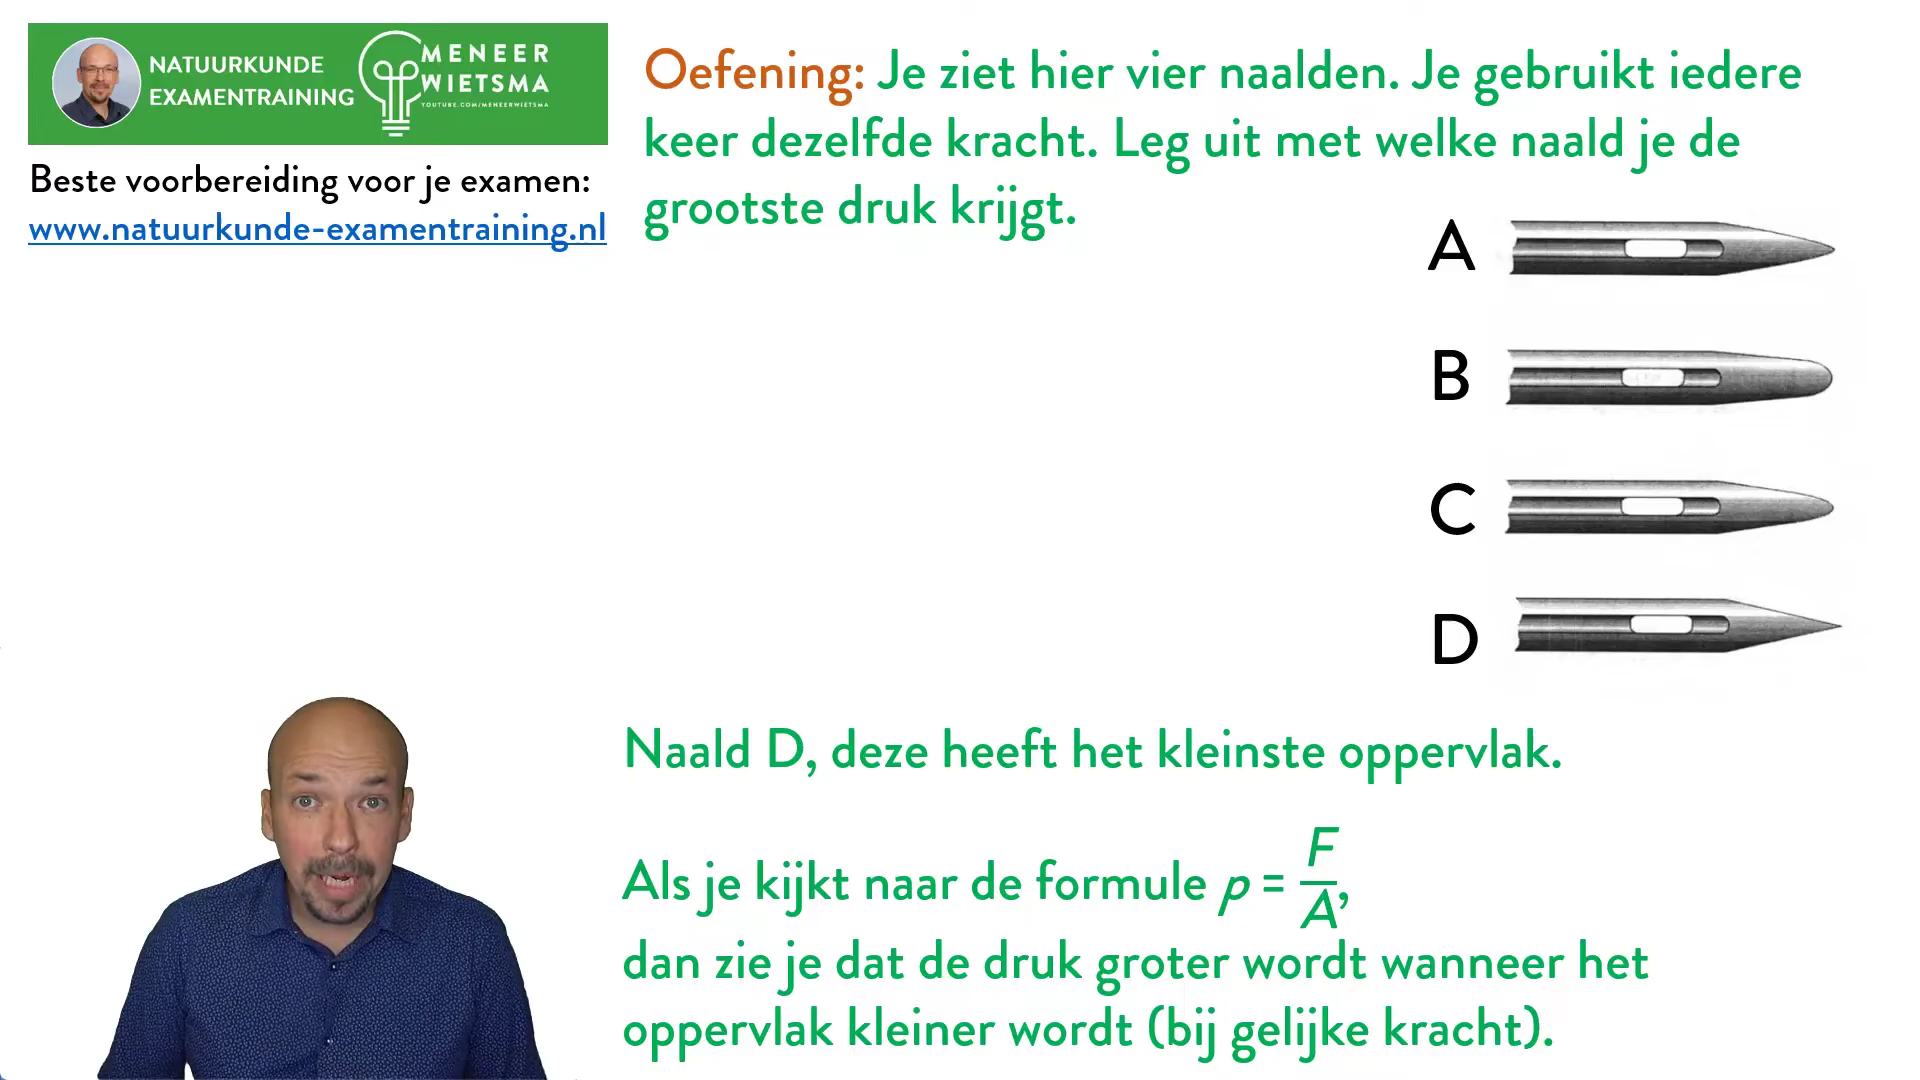 NATUURKUNDE
EXAMENTRAINING
MENEER
WIETSMA
YOUTUBE.COM/MENEERWIETSMA
Beste voorbereiding voor je examen:
www.natuurkunde-examentraining.nl
Oefening: Je ziet hier vier naalden. Je gebruikt iedere
keer dezelfde kracht. Leg uit met welke naald je de
grootste druk krijgt.
A
B
C
D
Naald D, deze heeft het kleinste oppervlak.
Als je kijkt naar de formule p = F/A,
dan zie je dat de druk groter wordt wanneer het
oppervlak kleiner wordt (bij gelijke kracht).